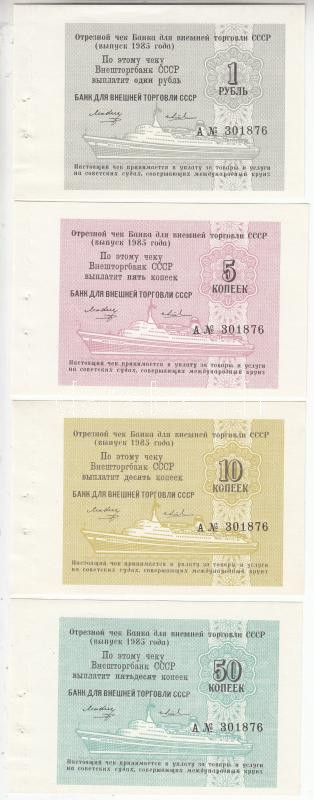 Отрезной чек Банка для внешней торговли СССР
(выпуск 1985 года)
По этому чеку
Внешторгбанк СССР
выплатит один рубль
1
РУБЛЬ
БАНК ДЛЯ ВНЕШНЕЙ ТОРГОВЛИ СССР
А № 301876
Настоящий чек принимается в уплату за товары и услуги
на советских судах, совершающих международный круиз
Отрезной чек Банка для внешней торговли СССР
(выпуск 1985 года)
По этому чеку
Внешторгбанк СССР
выплатит пять копеек
5
КОПЕЕК
БАНК ДЛЯ ВНЕШНЕЙ ТОРГОВЛИ СССР
А № 301876
Настоящий чек принимается в уплату за товары и услуги
на советских судах, совершающих международный круиз
Отрезной чек Банка для внешней торговли СССР
(выпуск 1985 года)
По этому чеку
Внешторгбанк СССР
выплатит десять копеек
10
КОПЕЕК
БАНК ДЛЯ ВНЕШНЕЙ ТОРГОВЛИ СССР
А № 301876
Настоящий чек принимается в уплату за товары и услуги
на советских судах, совершающих международный круиз
Отрезной чек Банка для внешней торговли СССР
(выпуск 1985 года)
По этому чеку
Внешторгбанк СССР
выплатит пятьдесят копеек
50
КОПЕЕК
БАНК ДЛЯ ВНЕШНЕЙ ТОРГОВЛИ СССР
А № 301876
Настоящий чек принимается в уплату за товары и услуги
на советских судах, совершающих международный круиз